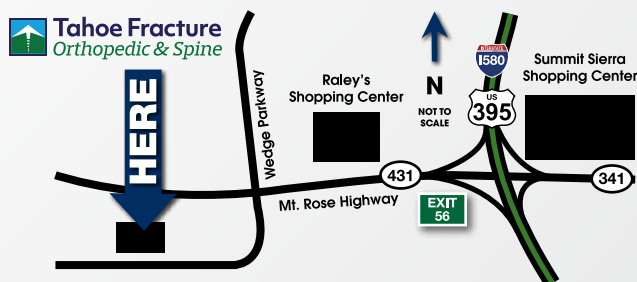 Tahoe Fracture
Orthopedic & Spine
HERE
Wedge Parkway
Raley's
Shopping Center
N
NOT TO
SCALE
INTERSTATE
I580
US
395
Summit Sierra
Shopping Center
431
341
Mt. Rose Highway
EXIT
56